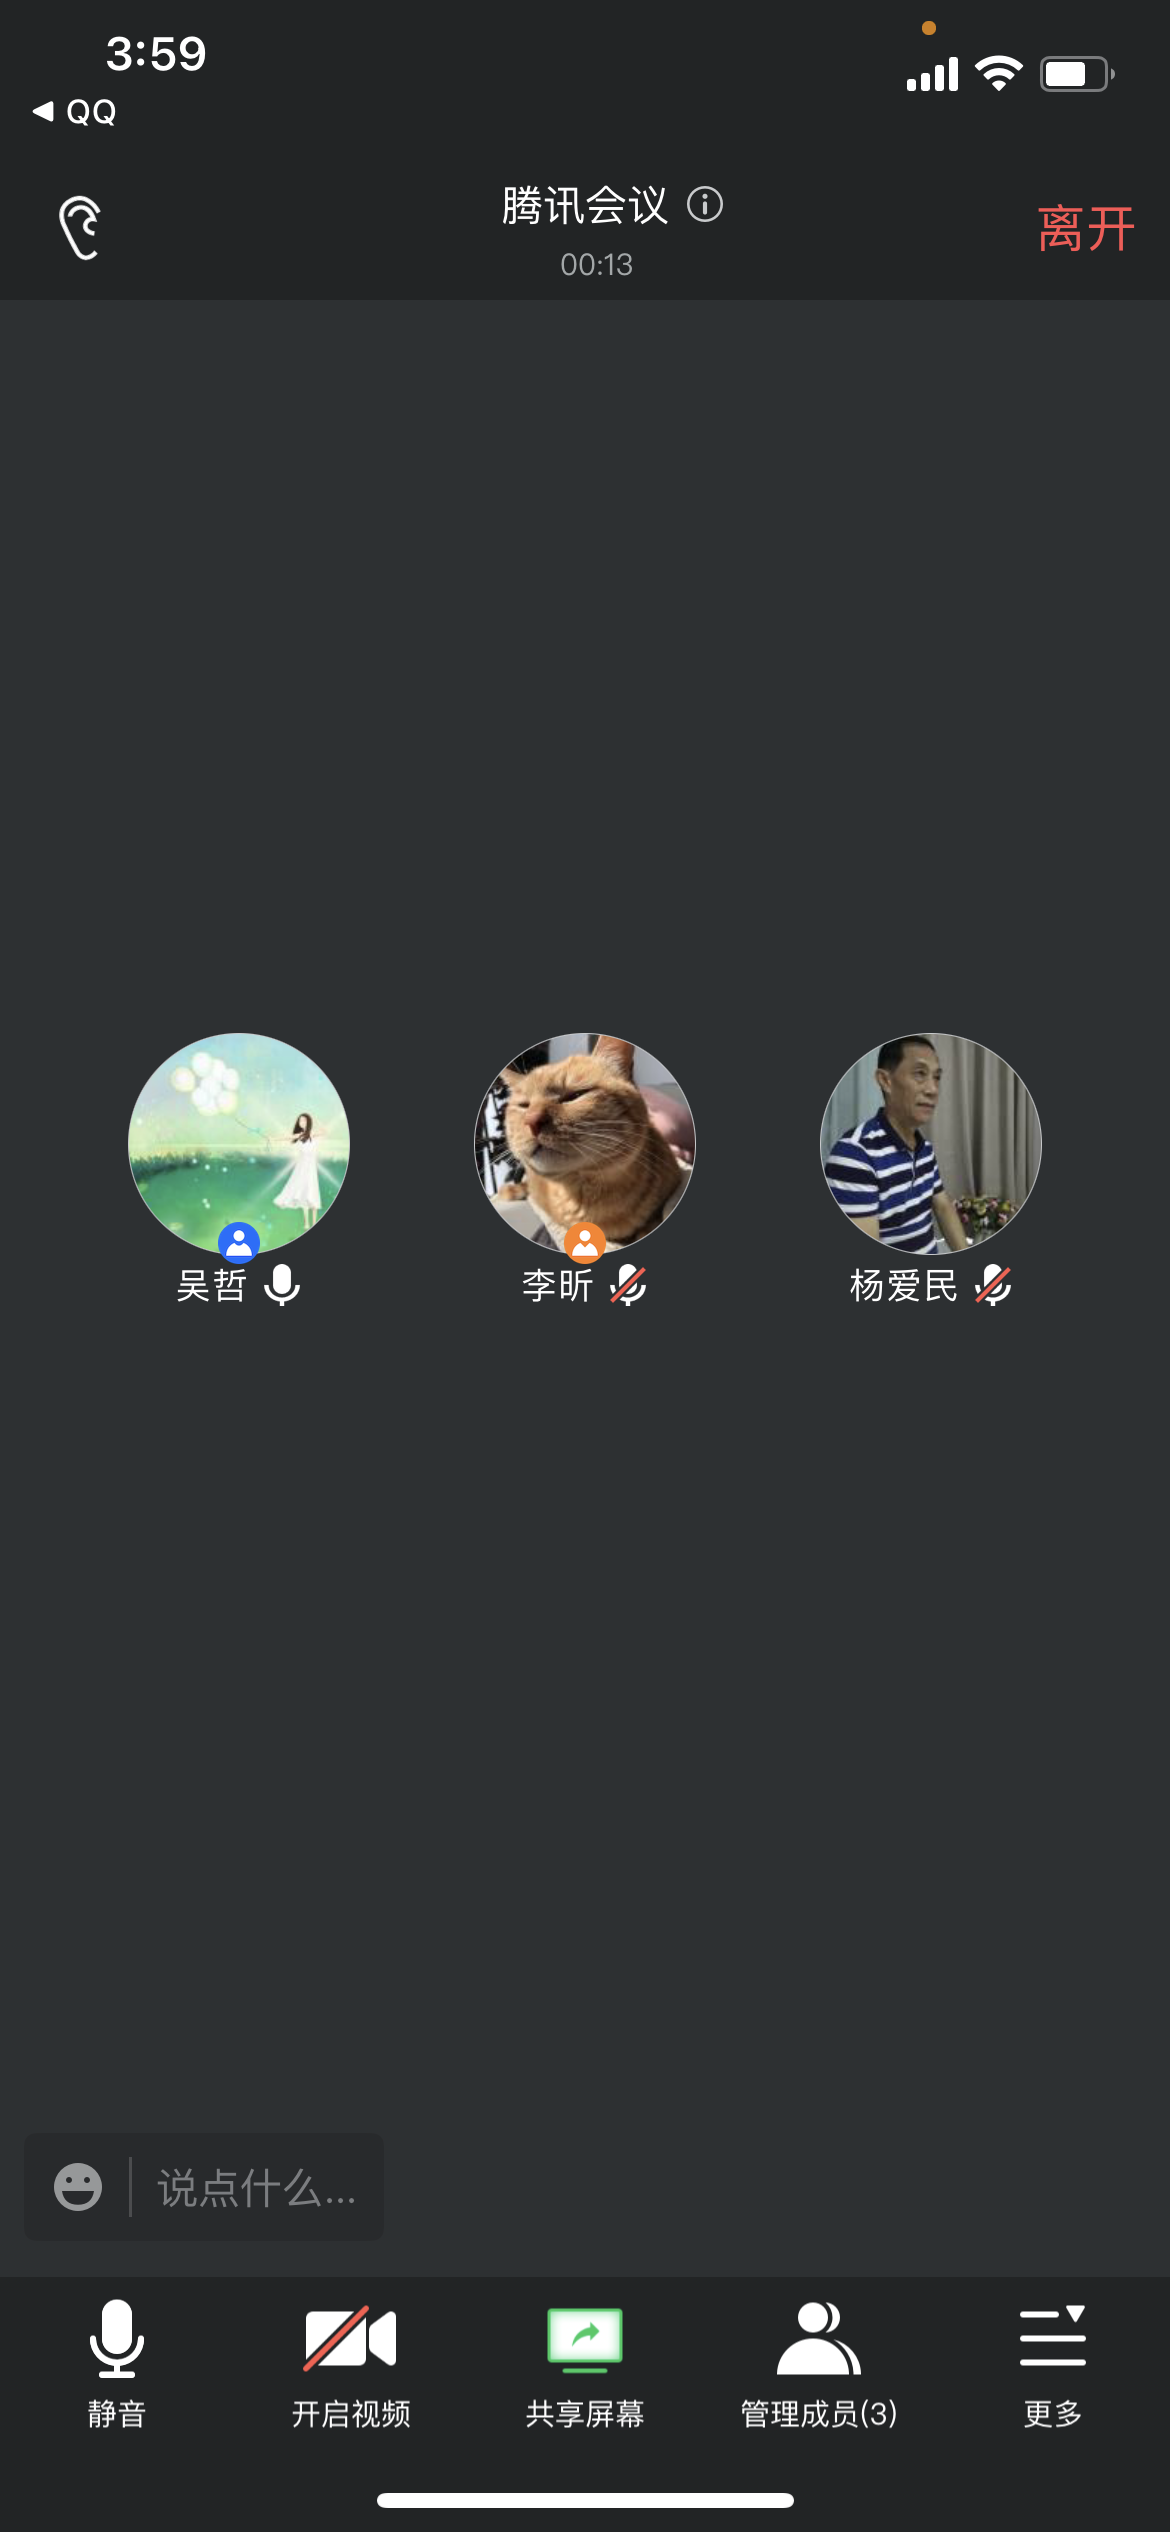 3:59
QQ
腾讯会议
00:13
离开
吴哲
李昕
杨爱民
说点什么...
静音
开启视频
共享屏幕
管理成员(3)
更多